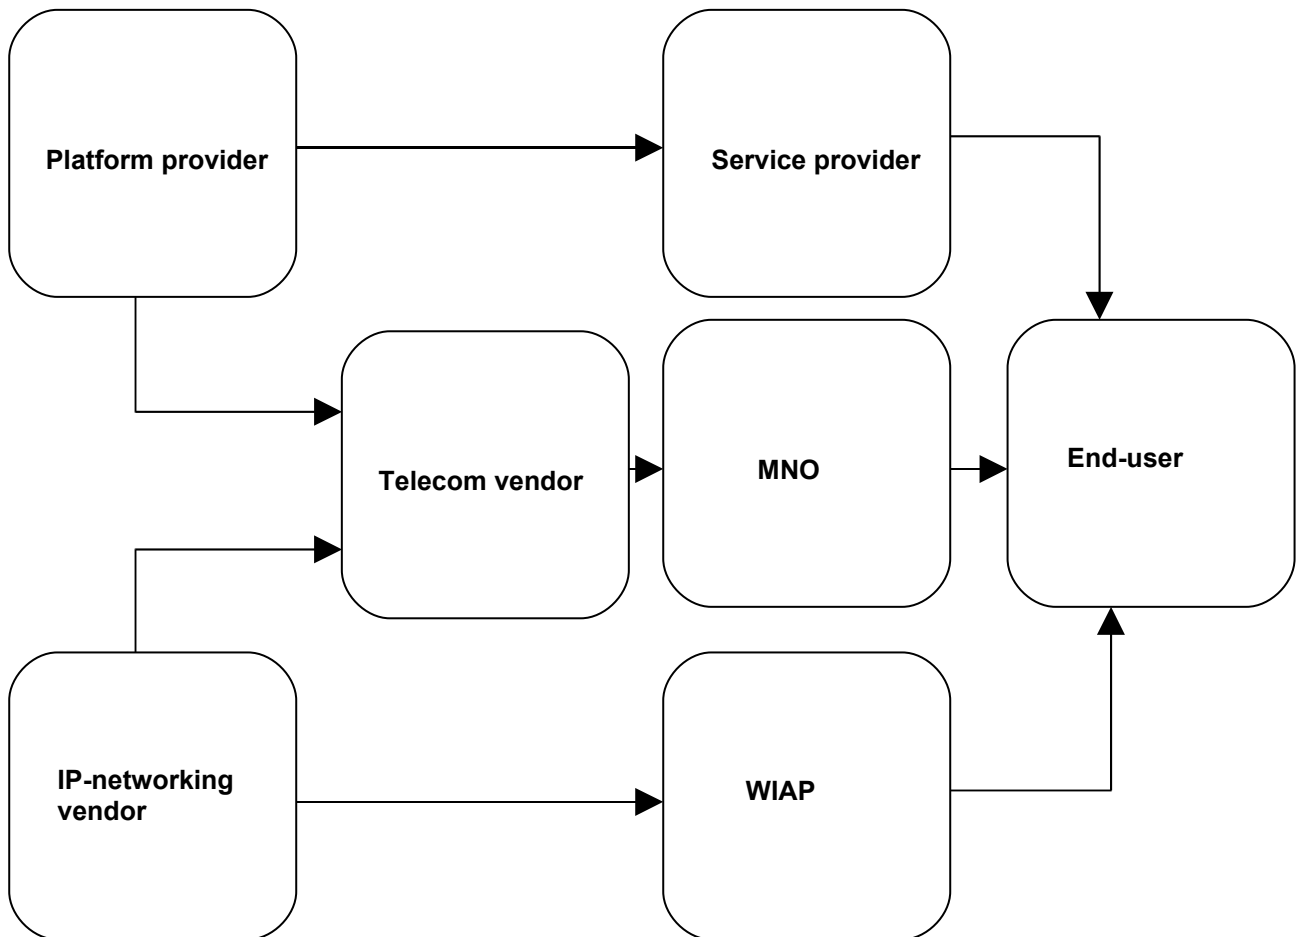 Platform provider
Service provider
Telecom vendor
MNO
End-user
IP-networking
vendor
WIAP